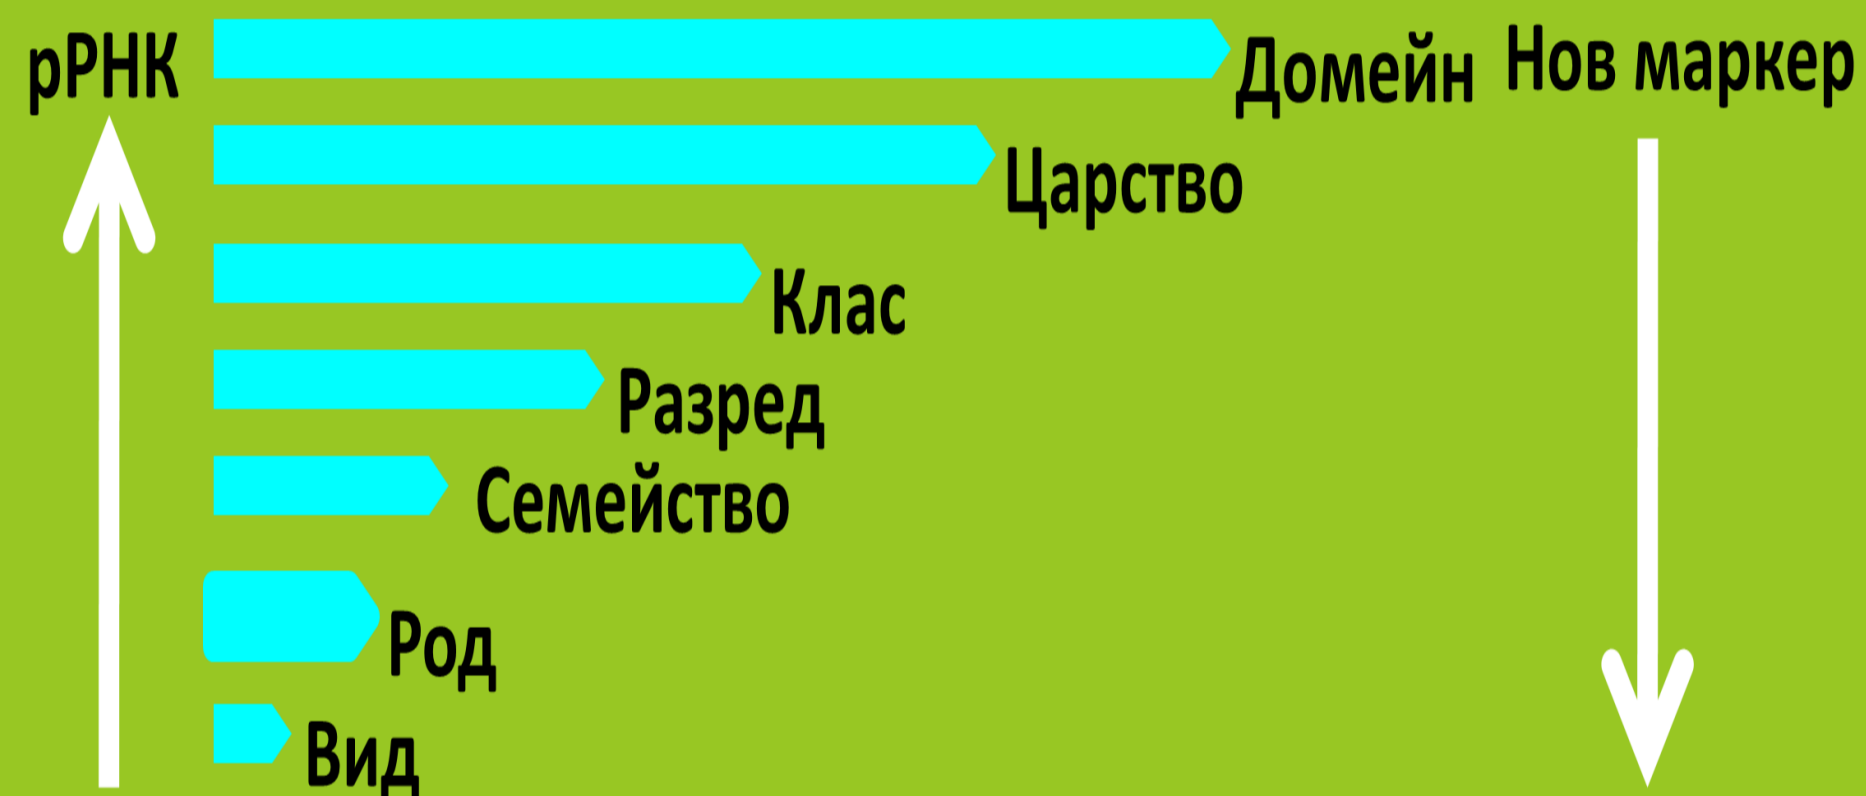 рРНК
Домейн
Нов маркер
Царство
Клас
Разред
Семейство
Род
Вид